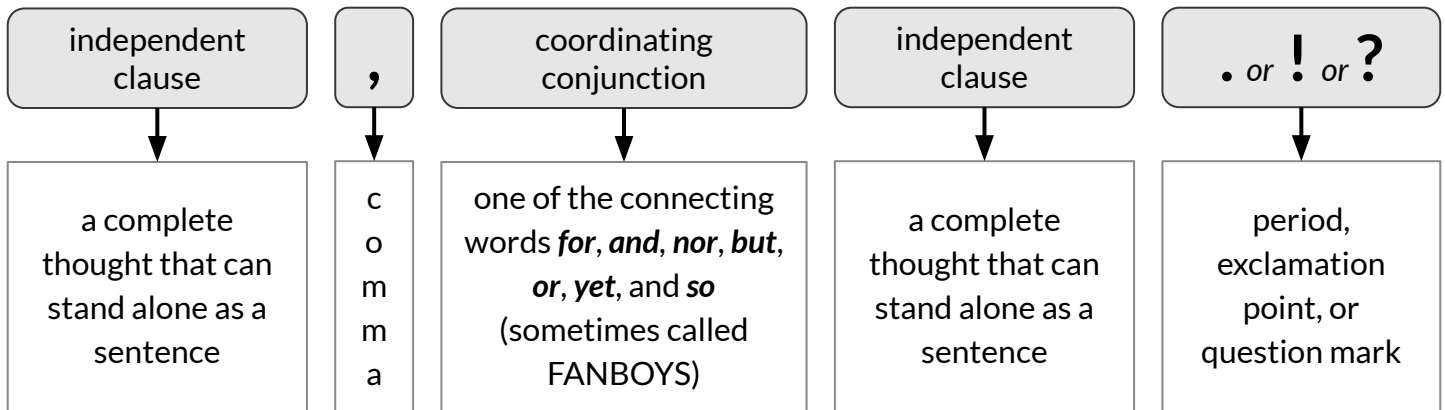 independent
clause
,
coordinating
conjunction
independent
clause
. or ! or ?
a complete
thought that can
stand alone as a
sentence
c
o
m
m
a
one of the connecting
words for, and, nor, but,
or, yet, and so
(sometimes called
FANBOYS)
a complete
thought that can
stand alone as a
sentence
period,
exclamation
point, or
question mark